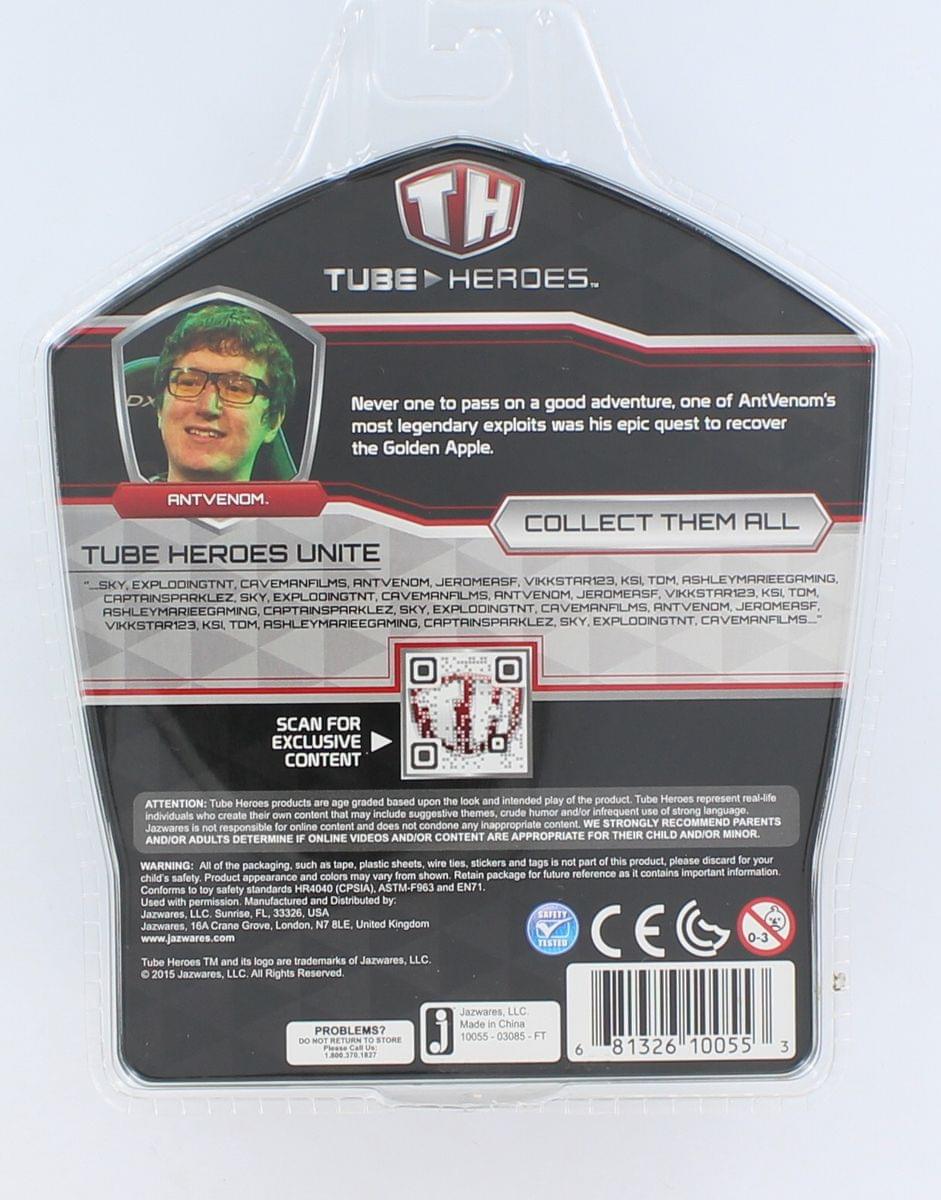 TH
TUBE HEROES™
DX
Never one to pass on a good adventure, one of AntVenom's
most legendary exploits was his epic quest to recover
the Golden Apple.
ANTVENOM™
COLLECT THEM ALL
TUBE HEROES UNITE
"...SKY, EXPLODINGTNT, CAVEMANFILMS, ANTVENOM, JEROMEASF, VIKKSTAR123, KSI, TDM, ASHLEYMARIEEGAMING,
CAPTAINSPARKLEZ, SKY, EXPLODINGTNT, CAVEMANFILMS, ANTVENOM, JEROMEASF, VIKKSTAR123, KSI, TDM,
ASHLEYMARIEEGAMING, CAPTAINSPARKLEZ, SKY, EXPLODINGTNT, CAVEMANFILMS, ANTVENOM, JEROMEASF,
VIKKSTAR123, KSI, TDM, ASHLEYMARIEEGAMING, CAPTAINSPARKLEZ, SKY, EXPLODINGTNT, CAVEMANFILMS..."
TH
SCAN FOR
EXCLUSIVE
CONTENT
ATTENTION: Tube Heroes products are age graded based upon the look and intended play of the product. Tube Heroes represent real-life
individuals who create their own content that may include suggestive themes, crude humor and/or infrequent use of strong language.
Jazwares is not responsible for online content and does not condone any inappropriate content. WE STRONGLY RECOMMEND PARENTS
AND/OR ADULTS DETERMINE IF ONLINE VIDEOS AND/OR CONTENT ARE APPROPRIATE FOR THEIR CHILD AND/OR MINOR.
WARNING: All of the packaging, such as tape, plastic sheets, wire ties, stickers and tags is not part of this product, please discard for your
child's safety. Product appearance and colors may vary from shown. Retain package for future reference as it contains important information.
Conforms to toy safety standards HR4040 (CPSIA), ASTM-F963 and EN71.
Used with permission. Manufactured and Distributed by:
Jazwares, LLC. Sunrise, FL, 33326, USA
Jazwares, 16A Crane Grove, London, N7 8LE, United Kingdom
www.jazwares.com
SAFETY
TESTED
CE
0-3
Tube Heroes TM and its logo are trademarks of Jazwares, LLC.
© 2015 Jazwares, LLC. All Rights Reserved.
PROBLEMS?
DO NOT RETURN TO STORE
Please Call Us:
1.800.370.1827
j
Jazwares, LLC.
Made in China
10055 - 03085 - FT
6 81326 10055 3